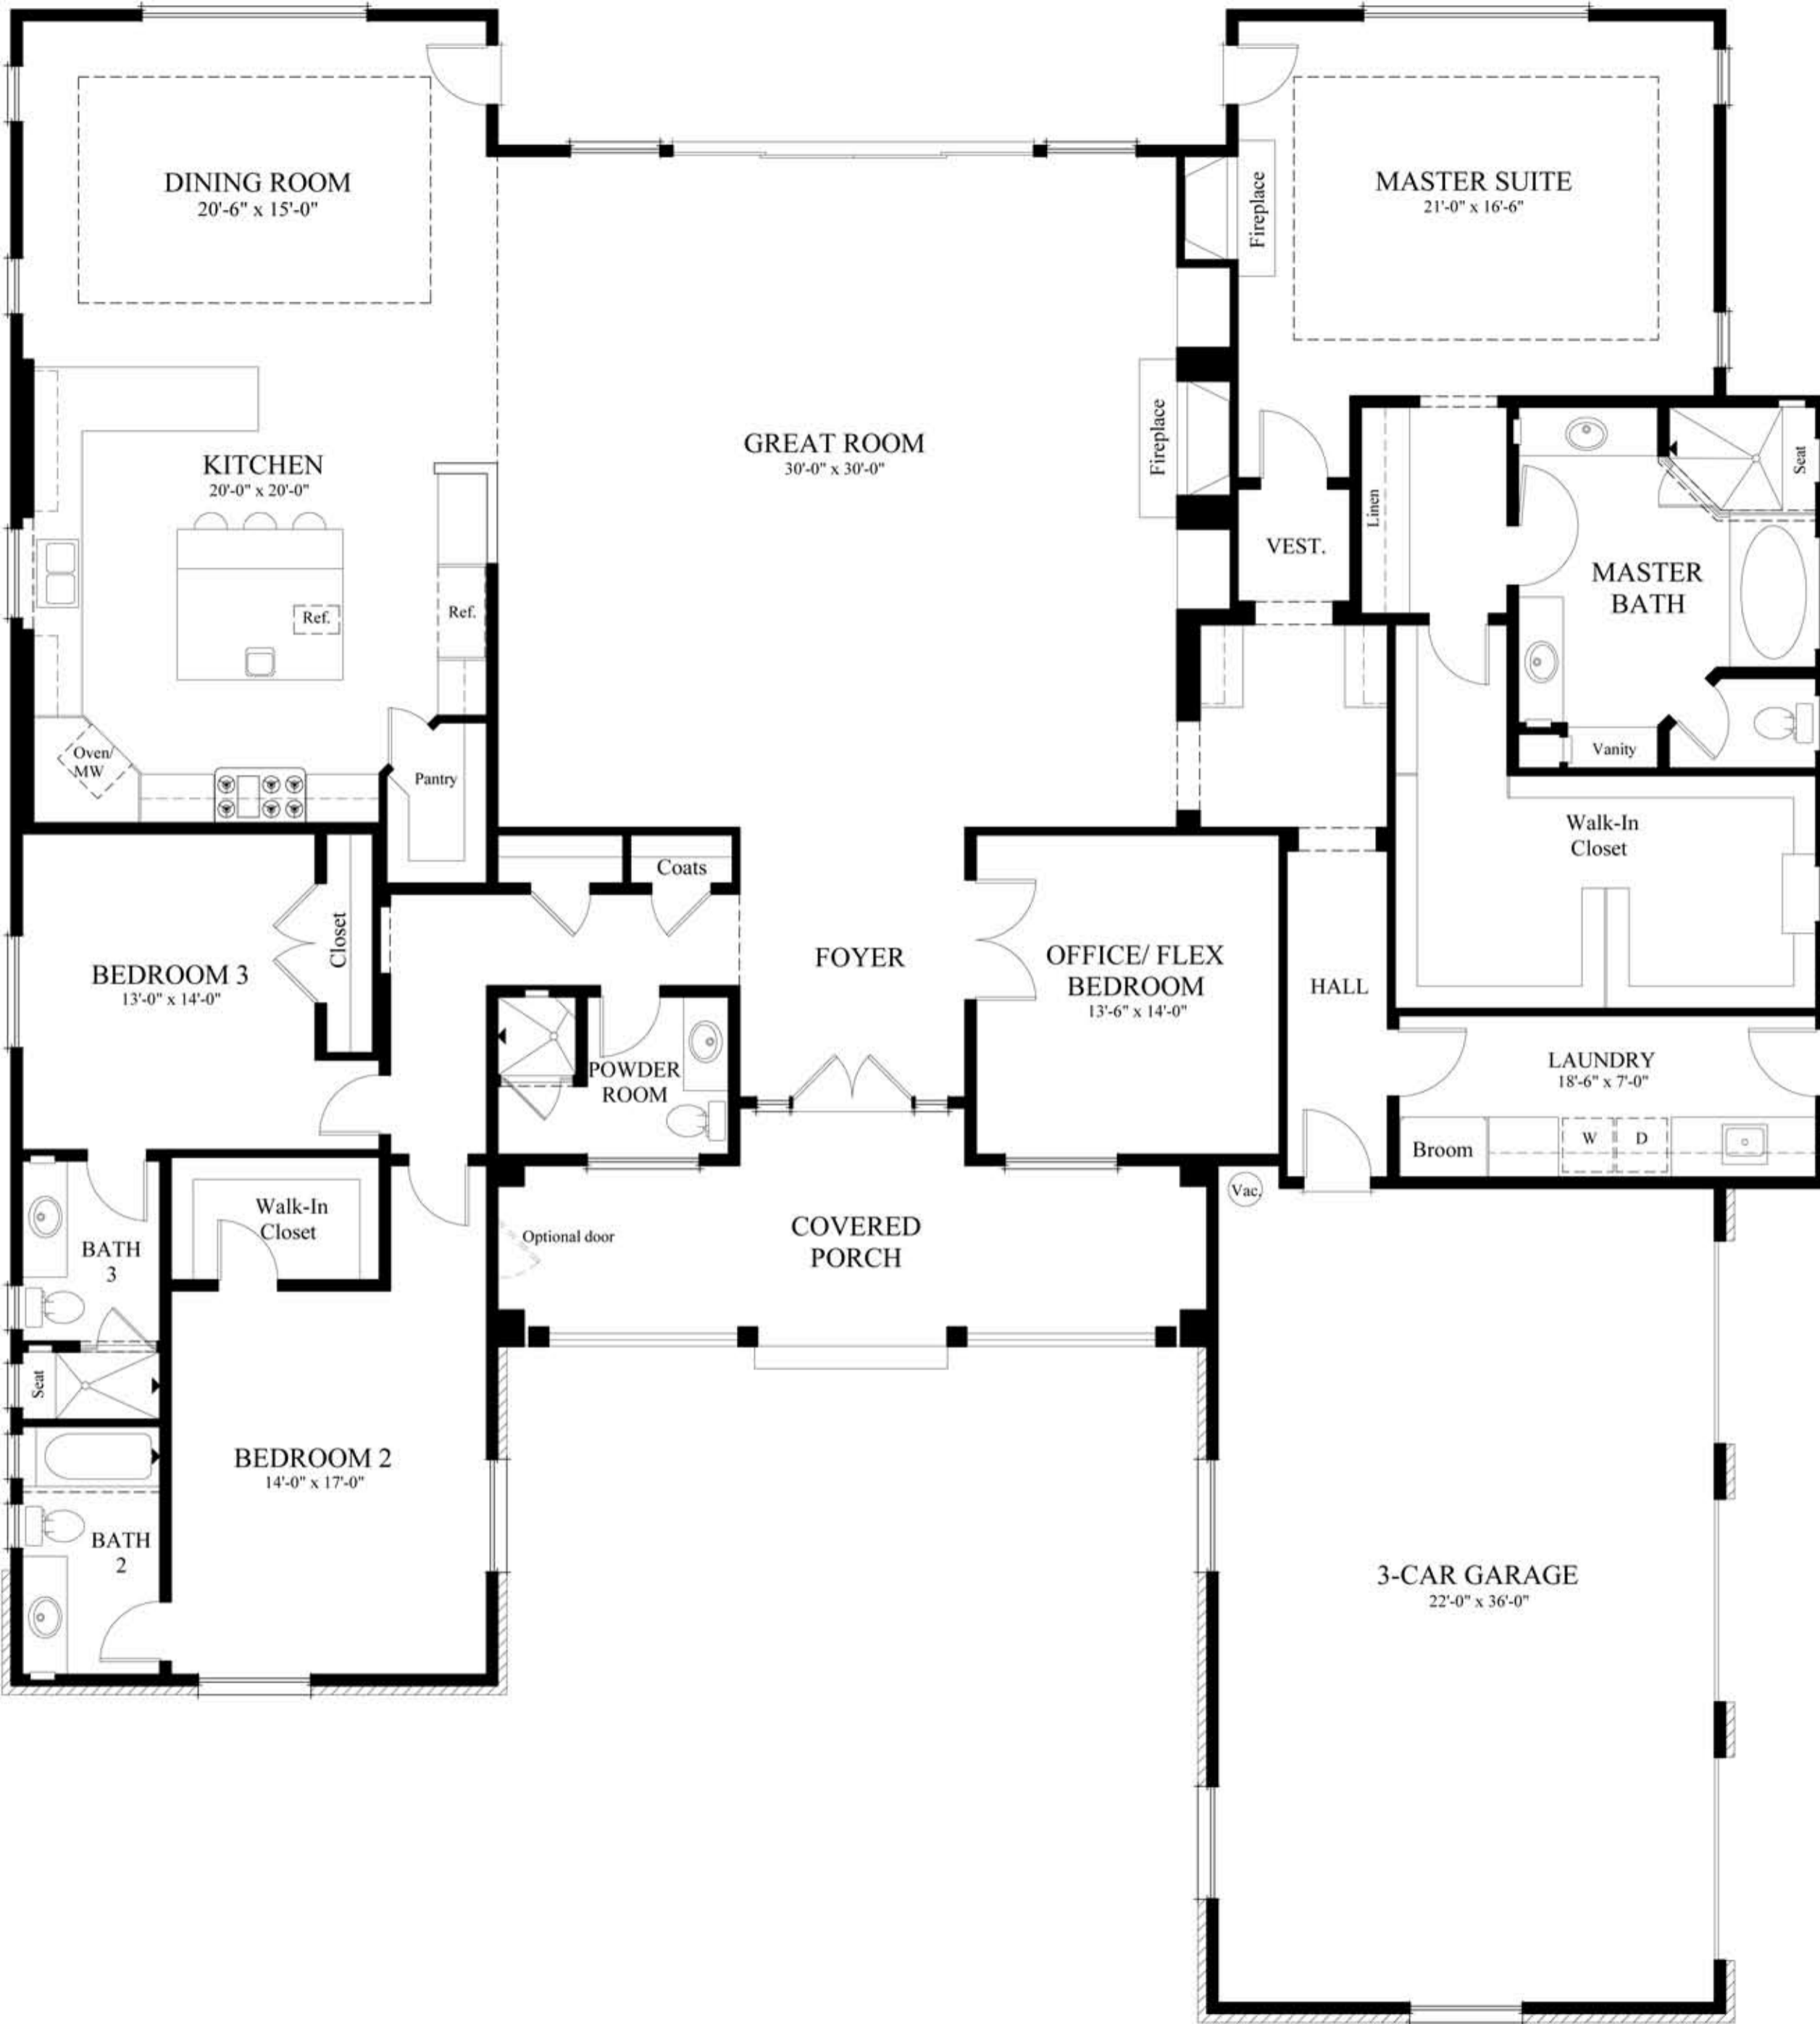 DINING ROOM
20'-6" x 15'-0"
MASTER SUITE
21'-0" x 16'-6"
Fireplace
KITCHEN
20'-0" x 20'-0"
GREAT ROOM
30'-0" x 30'-0"
Fireplace
Linen
Seat
VEST.
MASTER
BATH
Ref.
Ref.
Oven/
MW
Pantry
Vanity
Walk-In
Closet
Coats
Closet
BEDROOM 3
13'-0" x 14'-0"
FOYER
OFFICE/ FLEX
BEDROOM
13'-6" x 14'-0"
HALL
POWDER
ROOM
LAUNDRY
18'-6" x 7'-0"
Broom
W
D
Vac.
Walk-In
Closet
Optional door
COVERED
PORCH
BATH
3
Seat
BEDROOM 2
14'-0" x 17'-0"
BATH
2
3-CAR GARAGE
22'-0" x 36'-0"